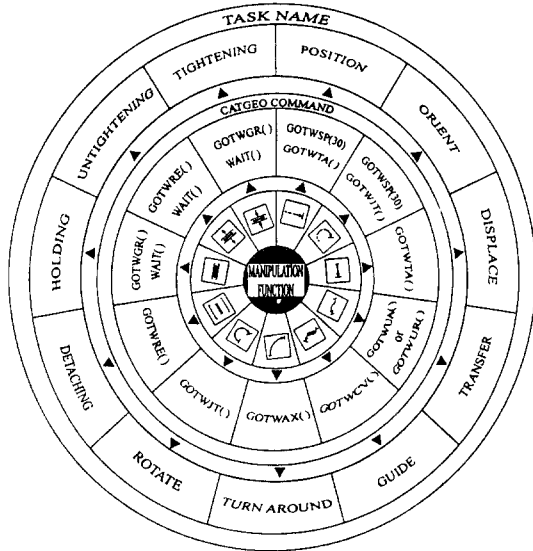 TASK NAME
POSITION
ORIENT
DISPLACE
TRANSFER
GUIDE
TURN AROUND
ROTATE
DETACHING
HOLDING
UNTIGHTENING
TIGHTENING
CATGEO COMMAND
GOTWSP(30)
GOTWTA( )
GOTWSP(30)
GOTWJT( )
GOTWTA( )
GOTWUN( )
or
GOTWUR( )
GOTWCV( )
GOTWAX( )
GOTWJT( )
GOTWRE( )
GOTWGR( )
WAIT( )
GOTWRE( )
WAIT( )
GOTWGR( )
WAIT( )
MANIPULATION
FUNCTION